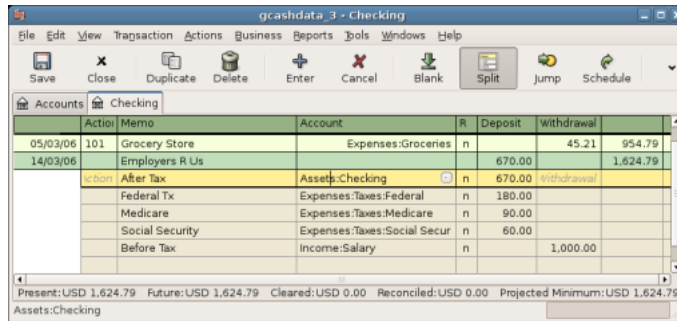 gcashdata_3 - Checking
File Edit View Transaction Actions Business Reports Tools Windows Help
Save Close Duplicate Delete Enter Cancel Blank Split Jump Schedule
Accounts Checking
Action Memo Account R Deposit Withdrawal
05/03/06 101 Grocery Store Expenses:Groceries n 45.21 954.79
14/03/06 Employers R Us 670.00 1,624.79
Action After Tax Assets:Checking n 670.00 Withdrawal
Federal Tx Expenses:Taxes:Federal n 180.00
Medicare Expenses:Taxes:Medicare n 90.00
Social Security Expenses:Taxes:Social Secur n 60.00
Before Tax Income:Salary n 1,000.00
Present:USD 1,624.79 Future:USD 1,624.79 Cleared:USD 0.00 Reconciled:USD 0.00 Projected Minimum:USD 1,624.79
Assets:Checking